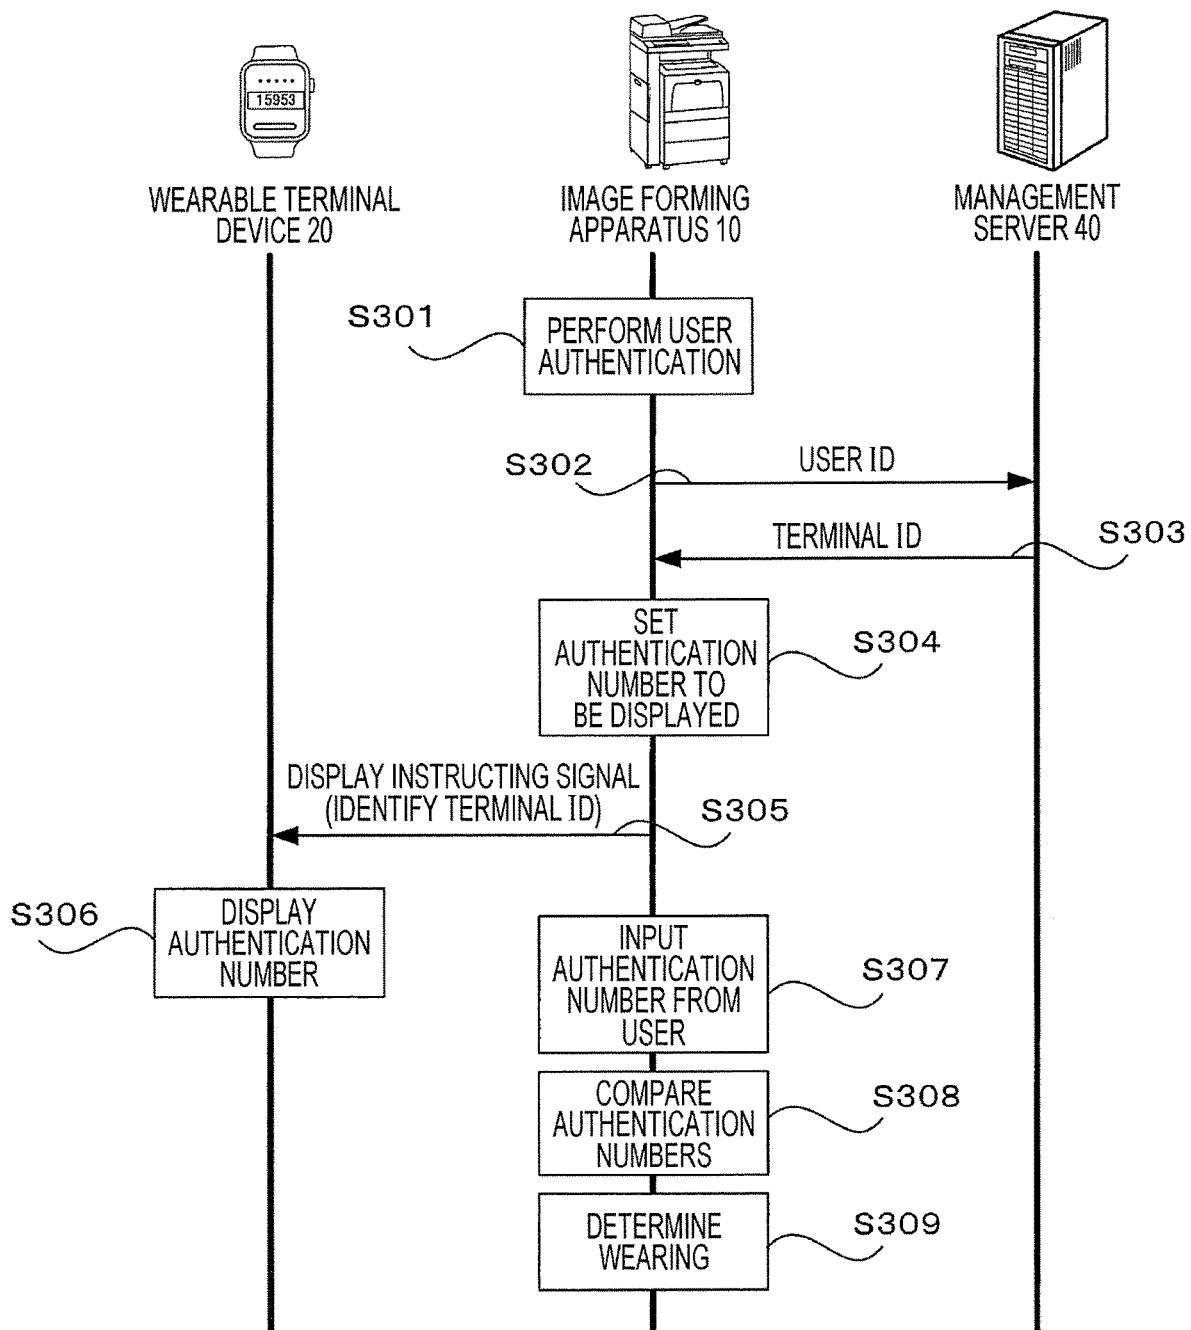 15953
WEARABLE TERMINAL
DEVICE 20
IMAGE FORMING
APPARATUS 10
MANAGEMENT
SERVER 40
S301
PERFORM USER
AUTHENTICATION
S302
USER ID
TERMINAL ID
S303
SET
AUTHENTICATION
NUMBER TO
BE DISPLAYED
S304
DISPLAY INSTRUCTING SIGNAL
(IDENTIFY TERMINAL ID)
S305
S306
DISPLAY
AUTHENTICATION
NUMBER
INPUT
AUTHENTICATION
NUMBER FROM
USER
S307
COMPARE
AUTHENTICATION
NUMBERS
S308
DETERMINE
WEARING
S309